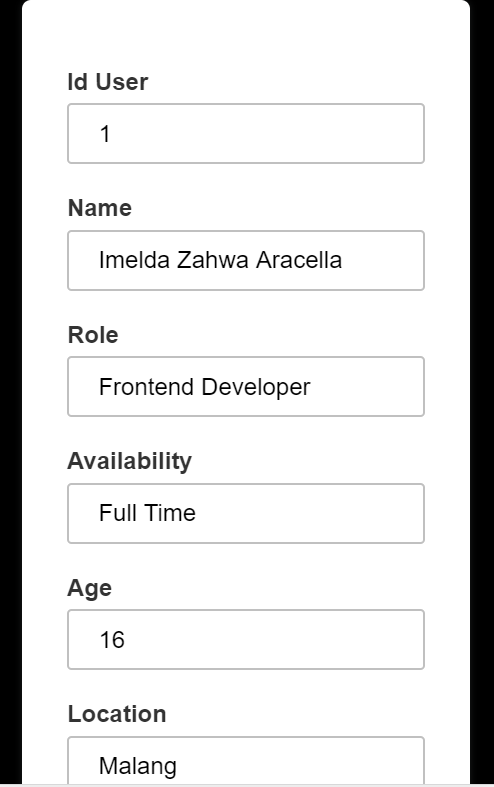 Id User
1
Name
Imelda Zahwa Aracella
Role
Frontend Developer
Availability
Full Time
Age
16
Location
Malang